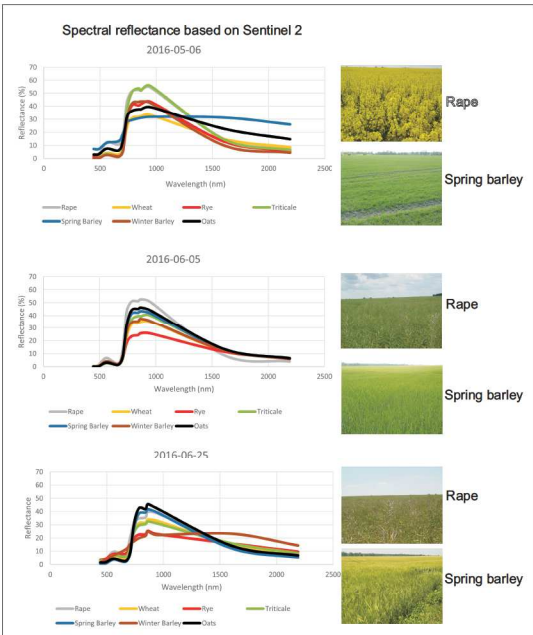 Spectral reflectance based on Sentinel 2
2016-05-06
70
60
50
40
30
20
10
0
Reflectance (%)
0 500 1000 1500 2000 2500
Wavelength (nm)
Rape Wheat Rye Triticale
Spring Barley Winter Barley Oats
Rape
Spring barley
2016-06-05
70
60
50
40
30
20
10
0
Reflectance (%)
0 500 1000 1500 2000 2500
Wavelength (nm)
Rape Wheat Rye Triticale
Spring Barley Winter Barley Oats
Rape
Spring barley
2016-06-25
70
60
50
40
30
20
10
0
Reflectance
0 500 1000 1500 2000 2500
Wavelength (nm)
Rape Wheat Rye Triticale
Spring Barley Winter Barley Oats
Rape
Spring barley